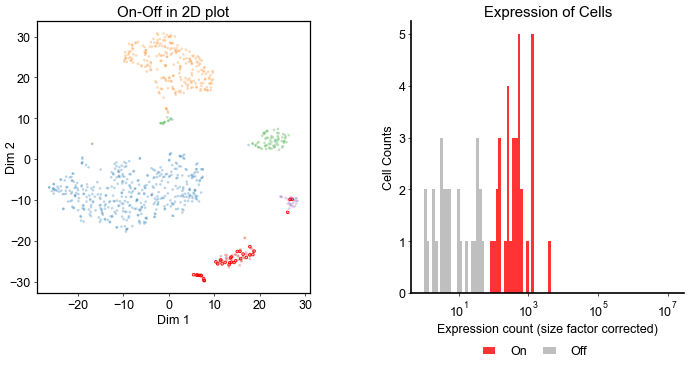 On-Off in 2D plot
30
20
10
0
−10
−20
−30
Dim 2
−20 −10 0 10 20 30
Dim 1
Expression of Cells
5
4
3
2
1
0
Cell Counts
10^1 10^3 10^5 10^7
Expression count (size factor corrected)
On Off